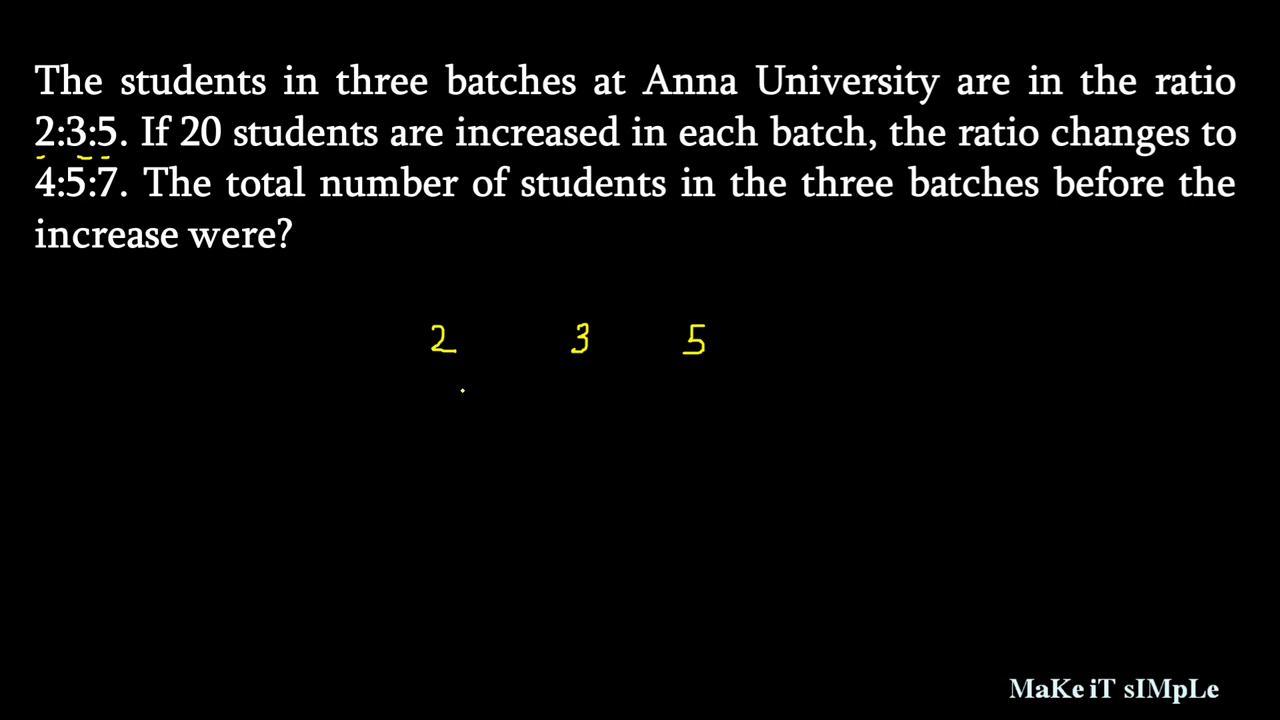 The students in three batches at Anna University are in the ratio
2:3:5. If 20 students are increased in each batch, the ratio changes to
4:5:7. The total number of students in the three batches before the
increase were?
2 3 5
MaKe iT sIMpLe